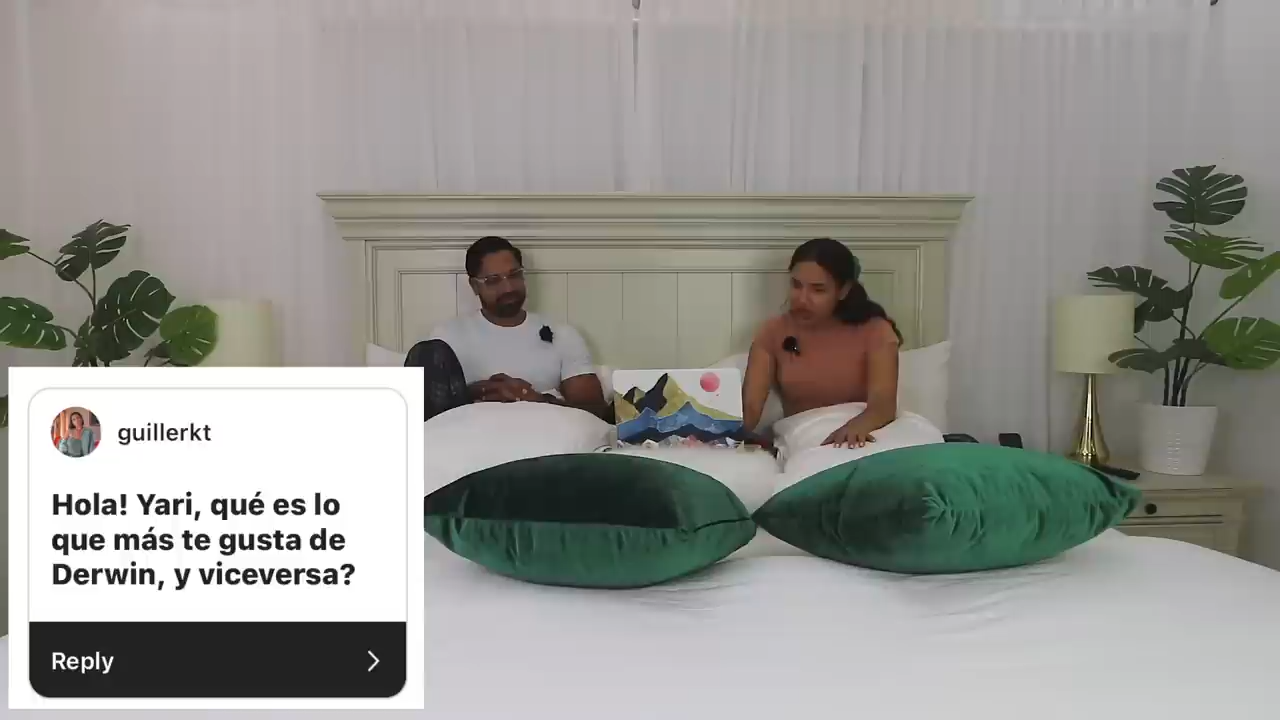 guillerkt
Hola! Yari, qué es lo
que más te gusta de
Derwin, y viceversa?
Reply